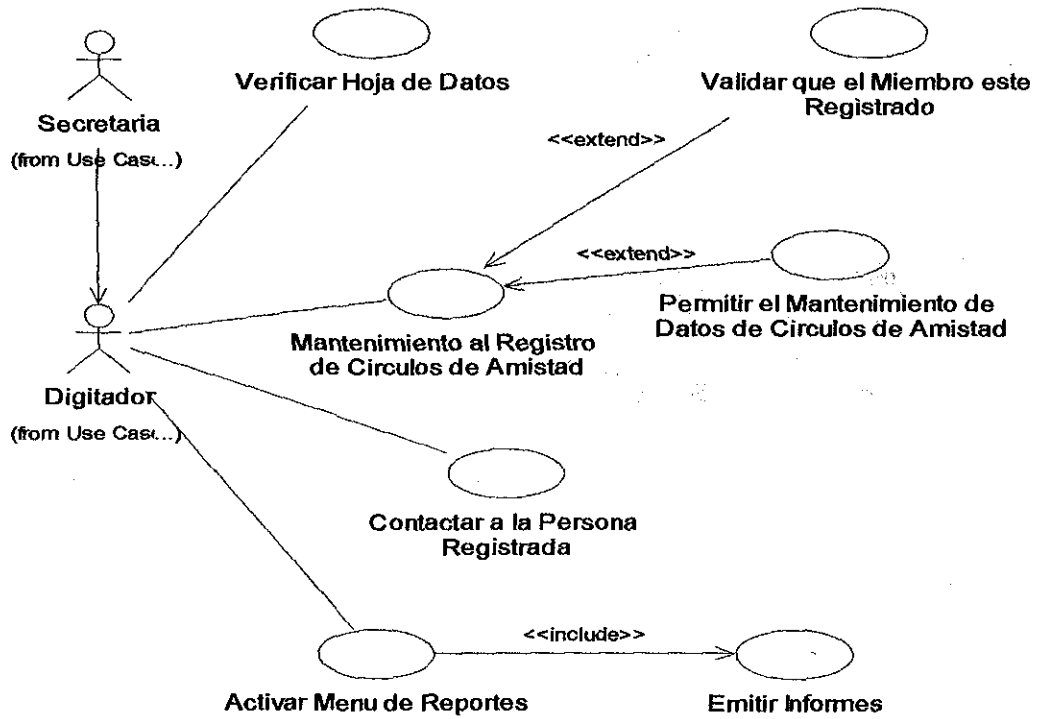 Secretaria
(from Use Case...)
Verificar Hoja de Datos
Validar que el Miembro este
Registrado
<<extend>>
<<extend>>
Permitir el Mantenimiento de
Datos de Circulos de Amistad
Mantenimiento al Registro
de Circulos de Amistad
Digitador
(from Use Case...)
Contactar a la Persona
Registrada
<<include>>
Activar Menu de Reportes
Emitir Informes